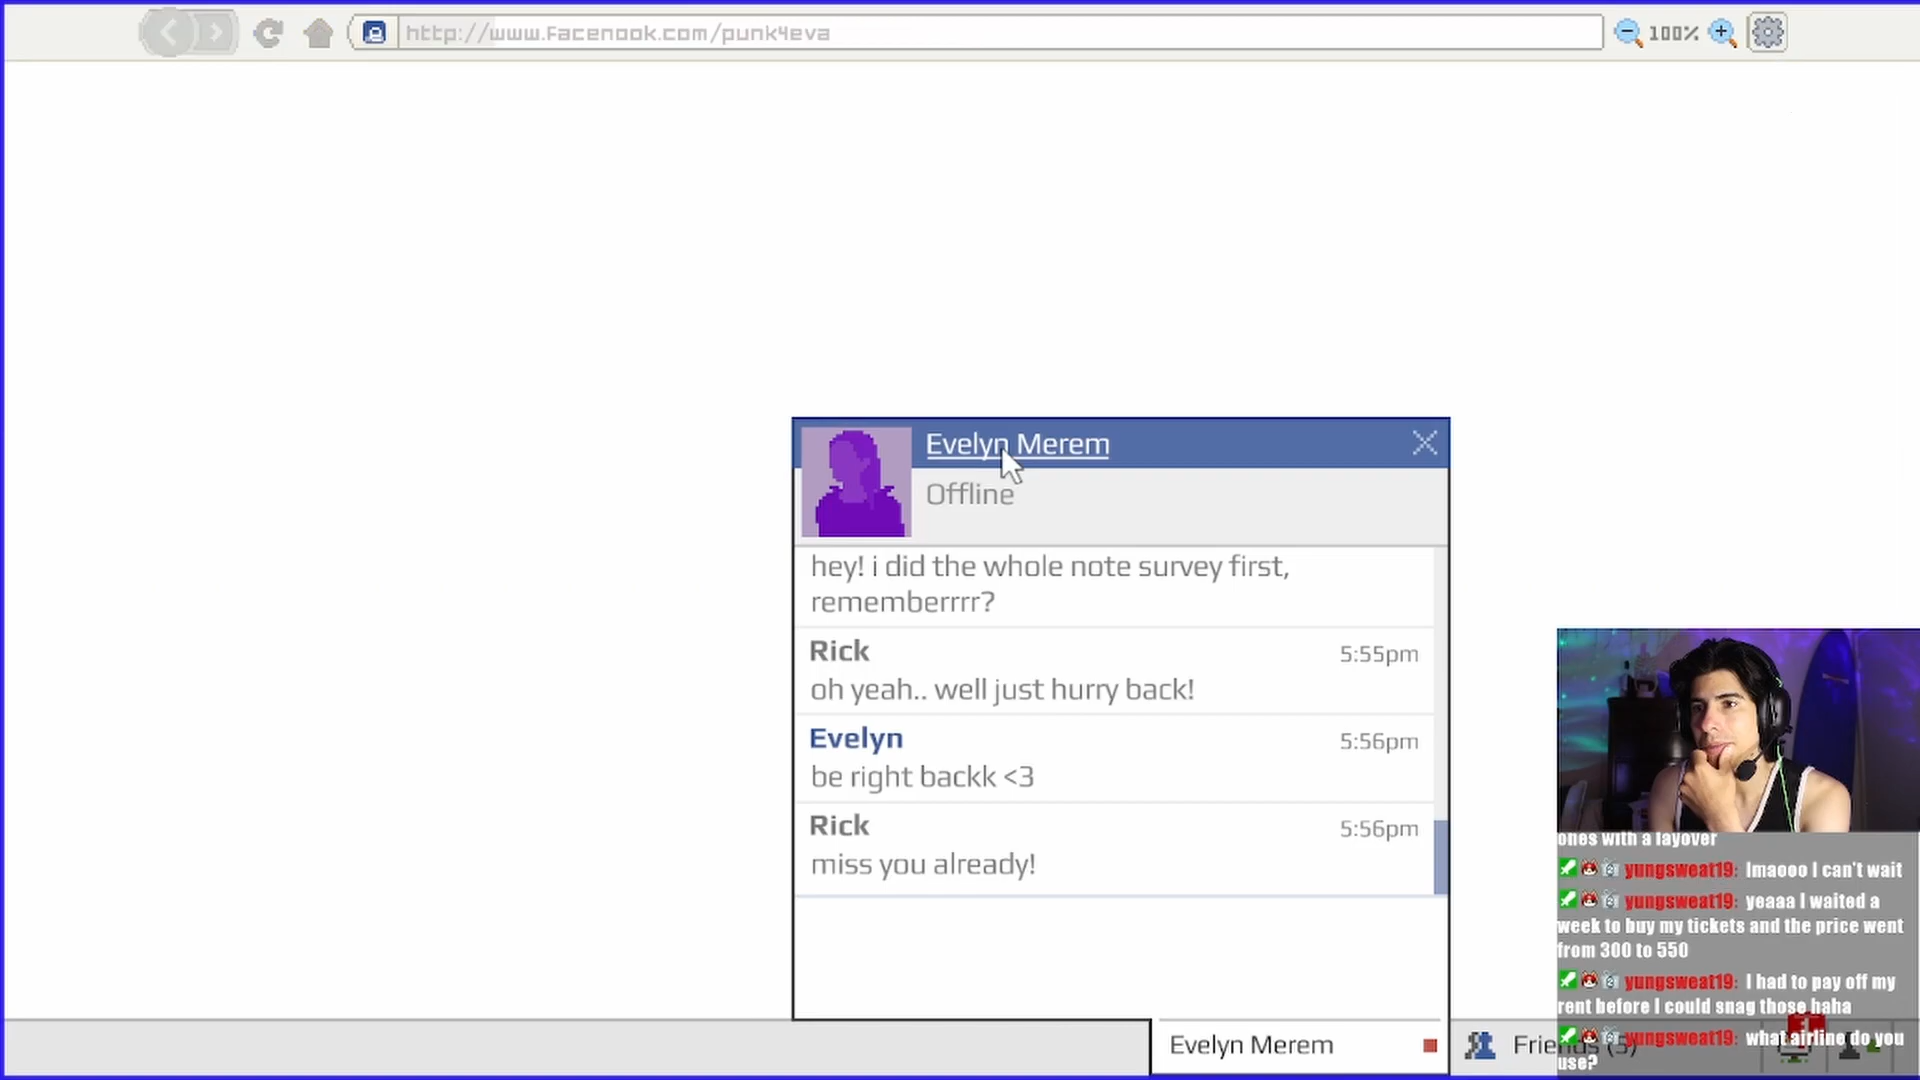 http://www.facenook.com/punk4eva
100%
Evelyn Merem
Offline
hey! i did the whole note survey first,
rememberrrr?
Rick 5:55pm
oh yeah.. well just hurry back!
Evelyn 5:56pm
be right backk <3
Rick 5:56pm
miss you already!
Evelyn Merem
Friends (3)
ones with a layover
yungsweat19: lmaooo I can't wait
yungsweat19: yeaaa I waited a
week to buy my tickets and the price went
from 300 to 550
yungsweat19: I had to pay off my
rent before I could snag those haha
yungsweat19: what airline do you
use?